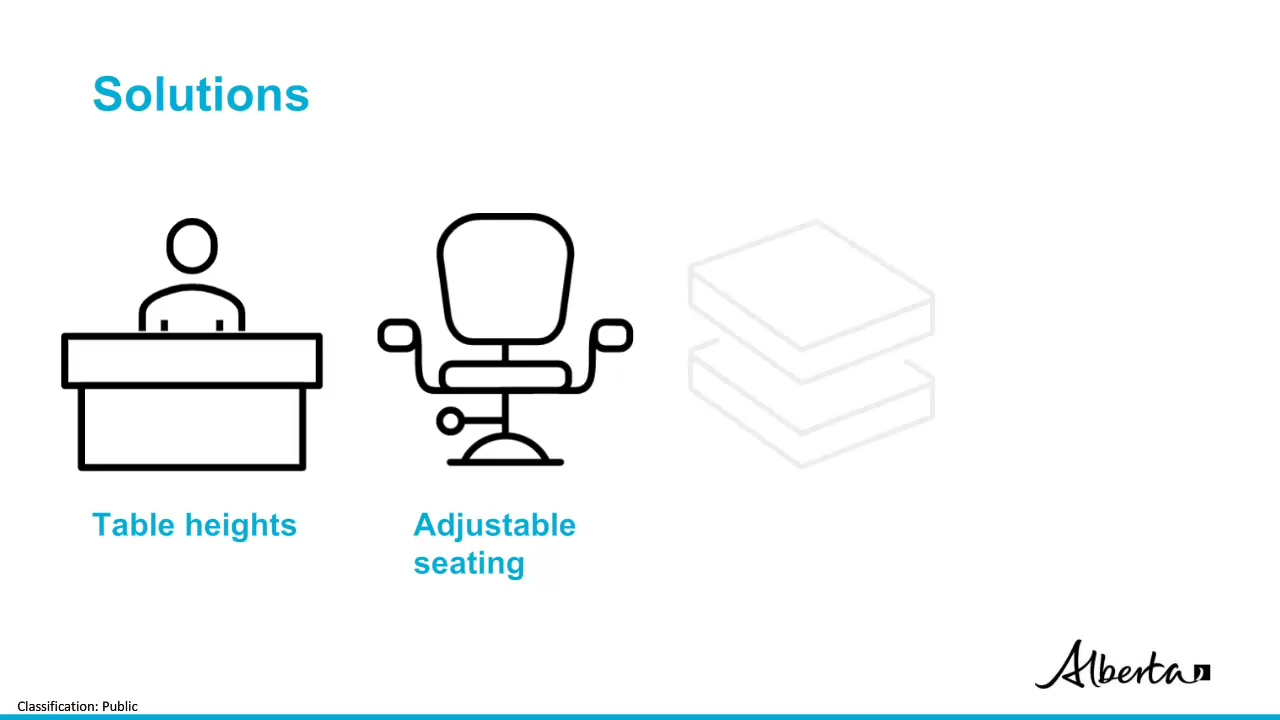 Solutions
Table heights
Adjustable
seating
Alberta
Classification: Public